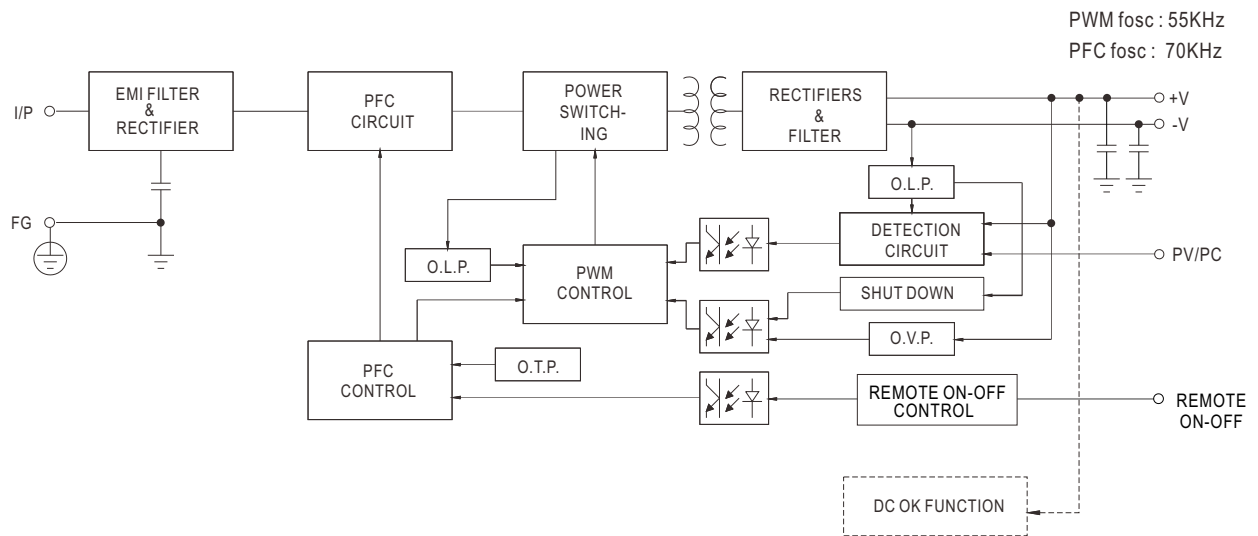 PWM fosc : 55KHz
PFC fosc : 70KHz
I/P
EMI FILTER
&
RECTIFIER
PFC
CIRCUIT
POWER
SWITCH-
ING
RECTIFIERS
&
FILTER
+V
-V
FG
O.L.P.
O.L.P.
PWM
CONTROL
DETECTION
CIRCUIT
PV/PC
SHUT DOWN
O.V.P.
PFC
CONTROL
O.T.P.
REMOTE ON-OFF
CONTROL
REMOTE
ON-OFF
DC OK FUNCTION